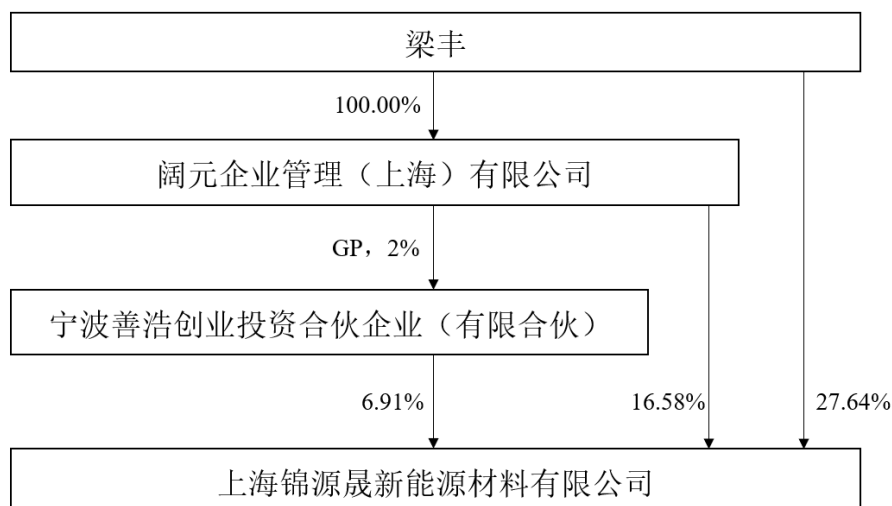 梁丰
100.00%
阔元企业管理（上海）有限公司
GP，2%
宁波善浩创业投资合伙企业（有限合伙）
6.91%
16.58%
27.64%
上海锦源晟新能源材料有限公司